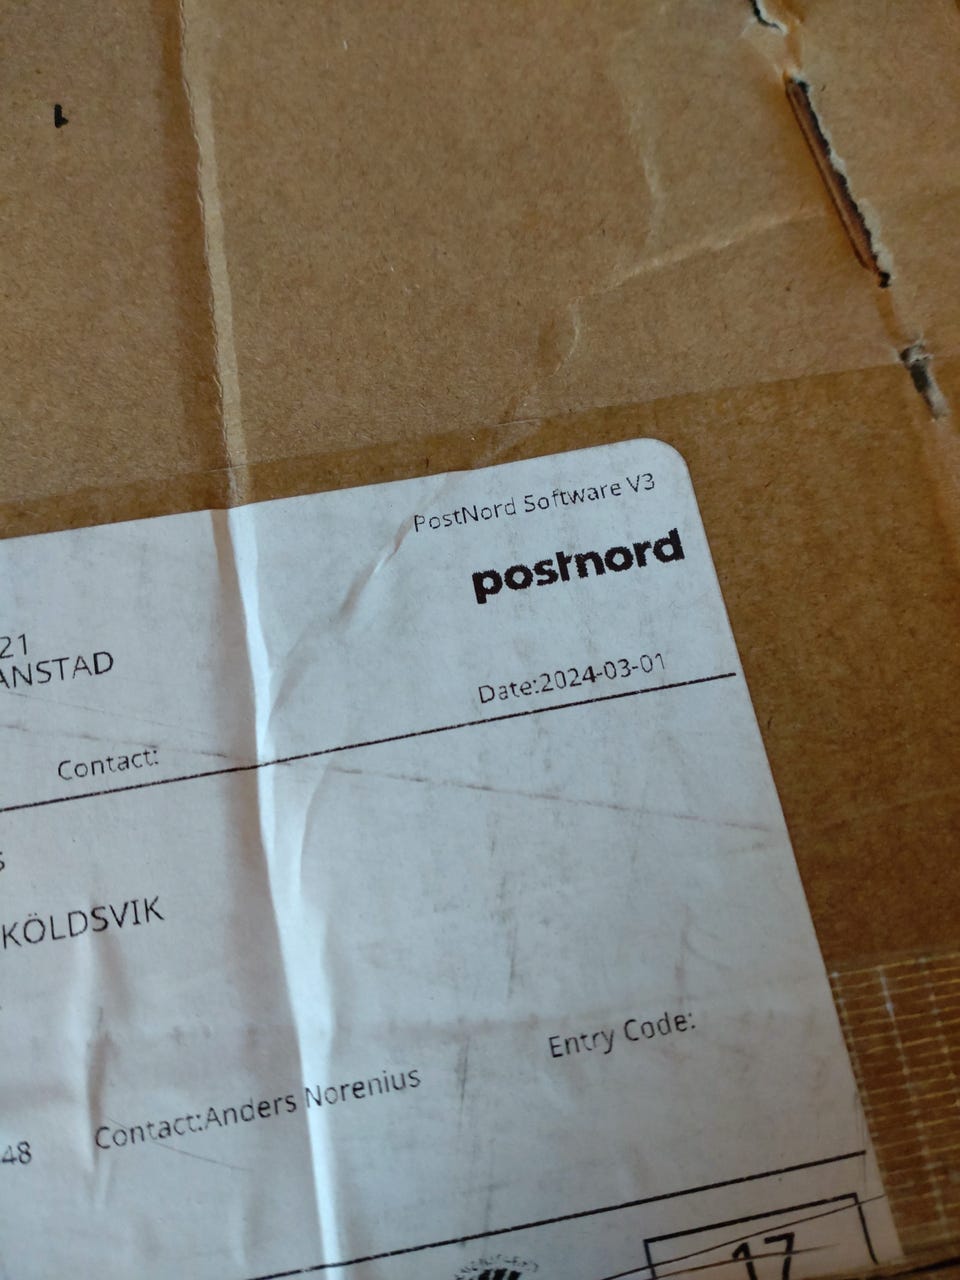 PostNord Software V3
postnord
21
ANSTAD
Date:2024-03-01
Contact:
KÖLDSVIK
Entry Code:
48 Contact:Anders Norenius
17